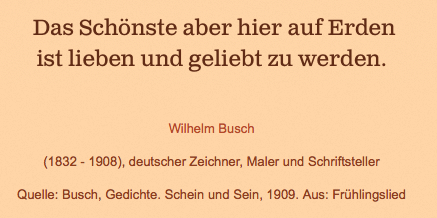 Das Schönste aber hier auf Erden
ist lieben und geliebt zu werden.
Wilhelm Busch
(1832 - 1908), deutscher Zeichner, Maler und Schriftsteller
Quelle: Busch, Gedichte. Schein und Sein, 1909. Aus: Frühlingslied